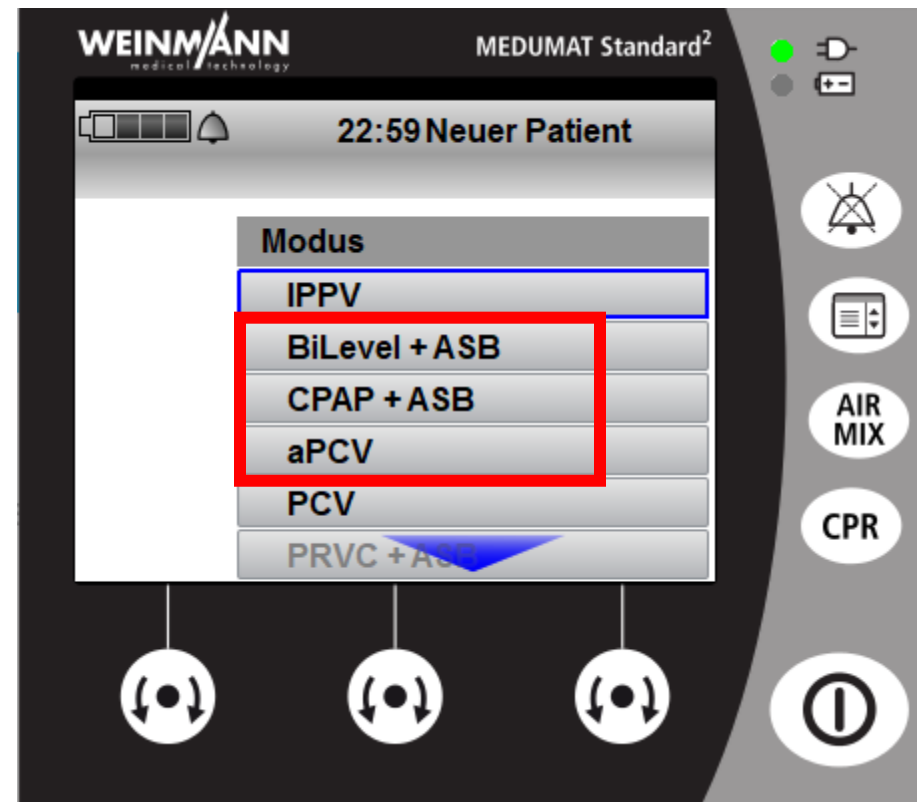 WEINMANN
medical technology
MEDUMAT Standard²
22:59 Neuer Patient
Modus
IPPV
BiLevel + ASB
CPAP + ASB
aPCV
PCV
PRVC + ASB
AIR
MIX
CPR